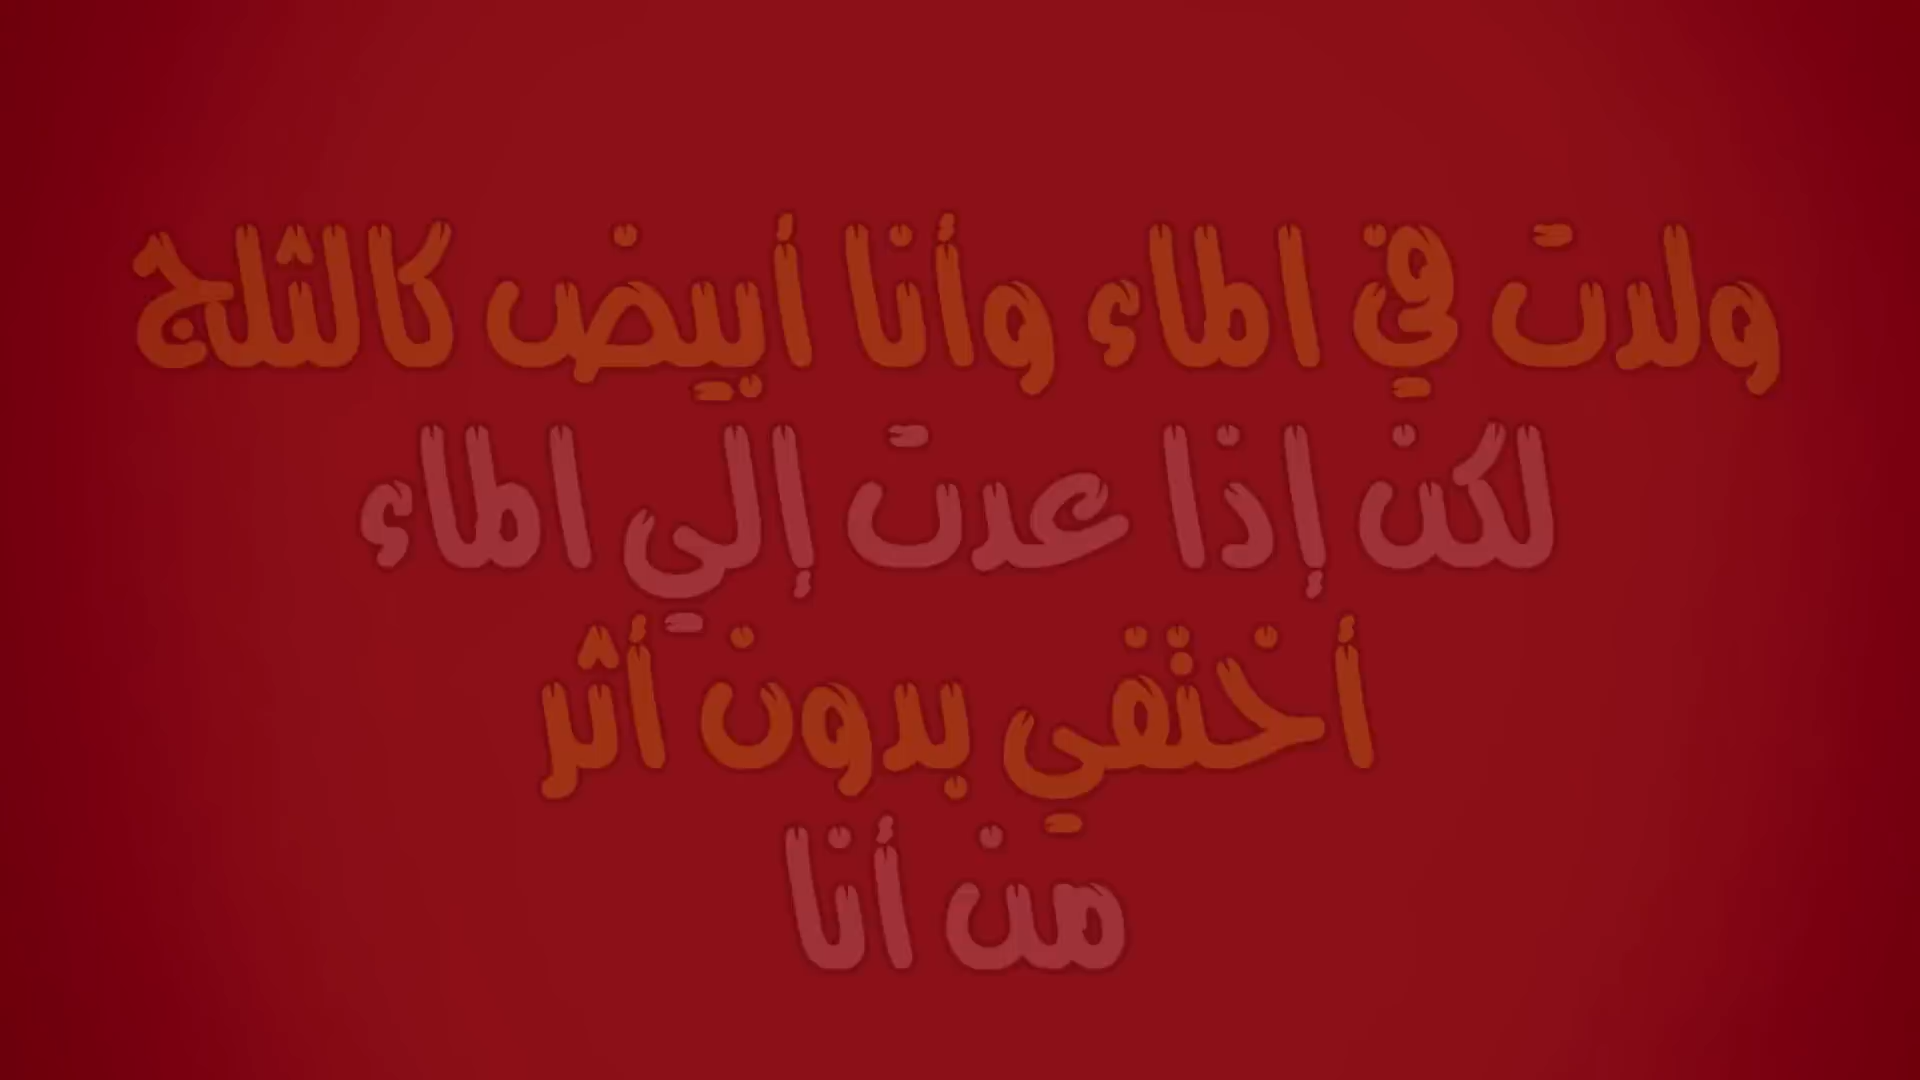 ولدت في الماء وأنا أبيض كالثلج
لكن إذا عدت إلي الماء
أختفي بدون أثر
من أنا